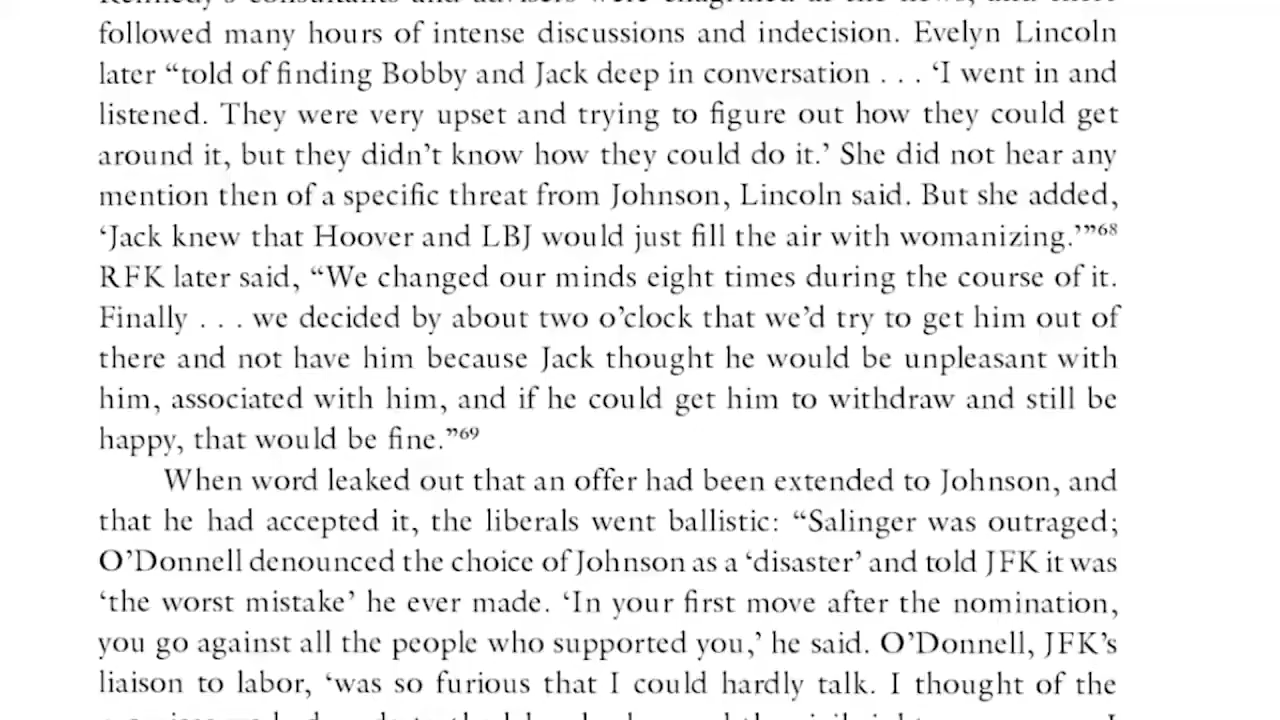 followed many hours of intense discussions and indecision. Evelyn Lincoln
later “told of finding Bobby and Jack deep in conversation . . . ‘I went in and
listened. They were very upset and trying to figure out how they could get
around it, but they didn’t know how they could do it.’ She did not hear any
mention then of a specific threat from Johnson, Lincoln said. But she added,
‘Jack knew that Hoover and LBJ would just fill the air with womanizing.’”68
RFK later said, “We changed our minds eight times during the course of it.
Finally . . . we decided by about two o’clock that we’d try to get him out of
there and not have him because Jack thought he would be unpleasant with
him, associated with him, and if he could get him to withdraw and still be
happy, that would be fine.”69
When word leaked out that an offer had been extended to Johnson, and
that he had accepted it, the liberals went ballistic: “Salinger was outraged;
O’Donnell denounced the choice of Johnson as a ‘disaster’ and told JFK it was
‘the worst mistake’ he ever made. ‘In your first move after the nomination,
you go against all the people who supported you,’ he said. O’Donnell, JFK’s
liaison to labor, ‘was so furious that I could hardly talk. I thought of the